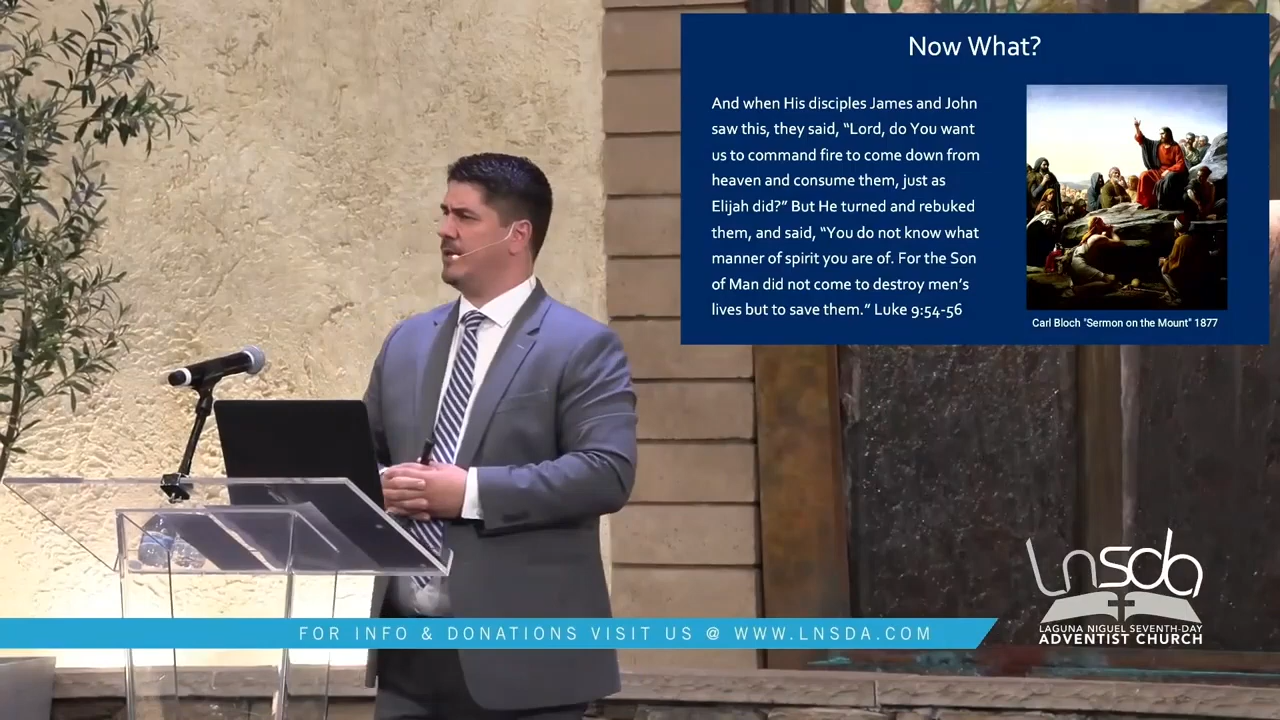 Now What?
And when His disciples James and John
saw this, they said, “Lord, do You want
us to command fire to come down from
heaven and consume them, just as
Elijah did?” But He turned and rebuked
them, and said, “You do not know what
manner of spirit you are of. For the Son
of Man did not come to destroy men’s
lives but to save them.” Luke 9:54-56
Carl Bloch "Sermon on the Mount" 1877
lnsda
LAGUNA NIGUEL SEVENTH-DAY
ADVENTIST CHURCH
FOR INFO & DONATIONS VISIT US @ WWW.LNSDA.COM